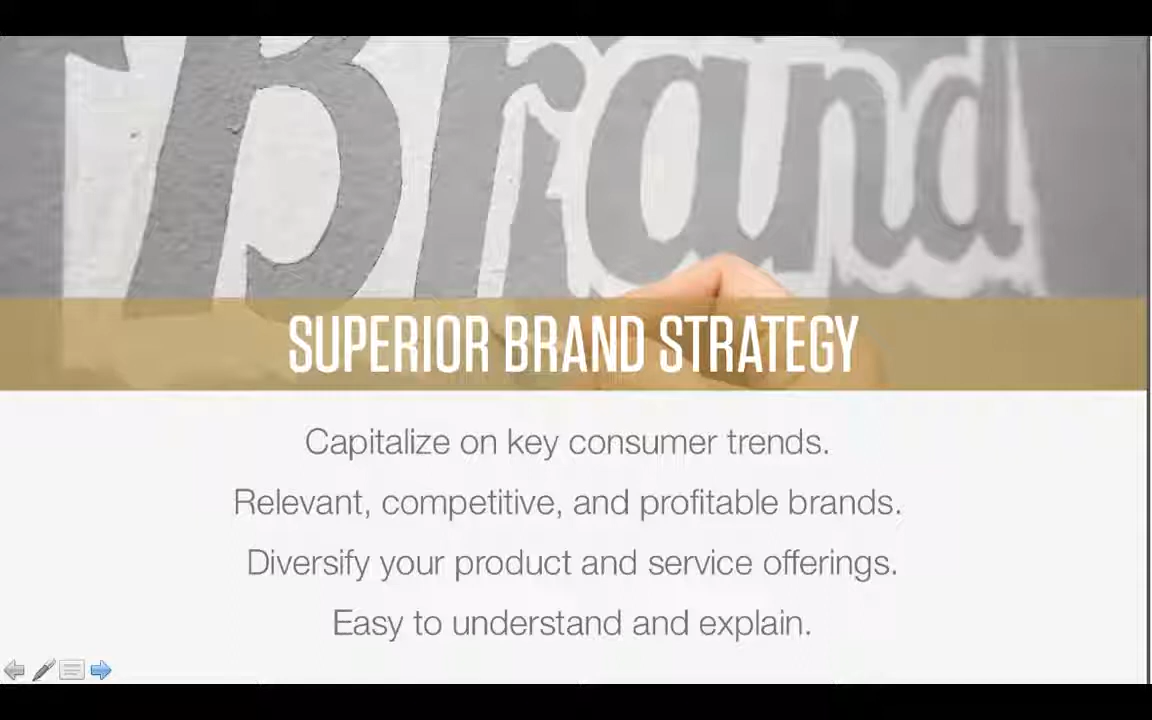 Brand
SUPERIOR BRAND STRATEGY
Capitalize on key consumer trends.
Relevant, competitive, and profitable brands.
Diversify your product and service offerings.
Easy to understand and explain.